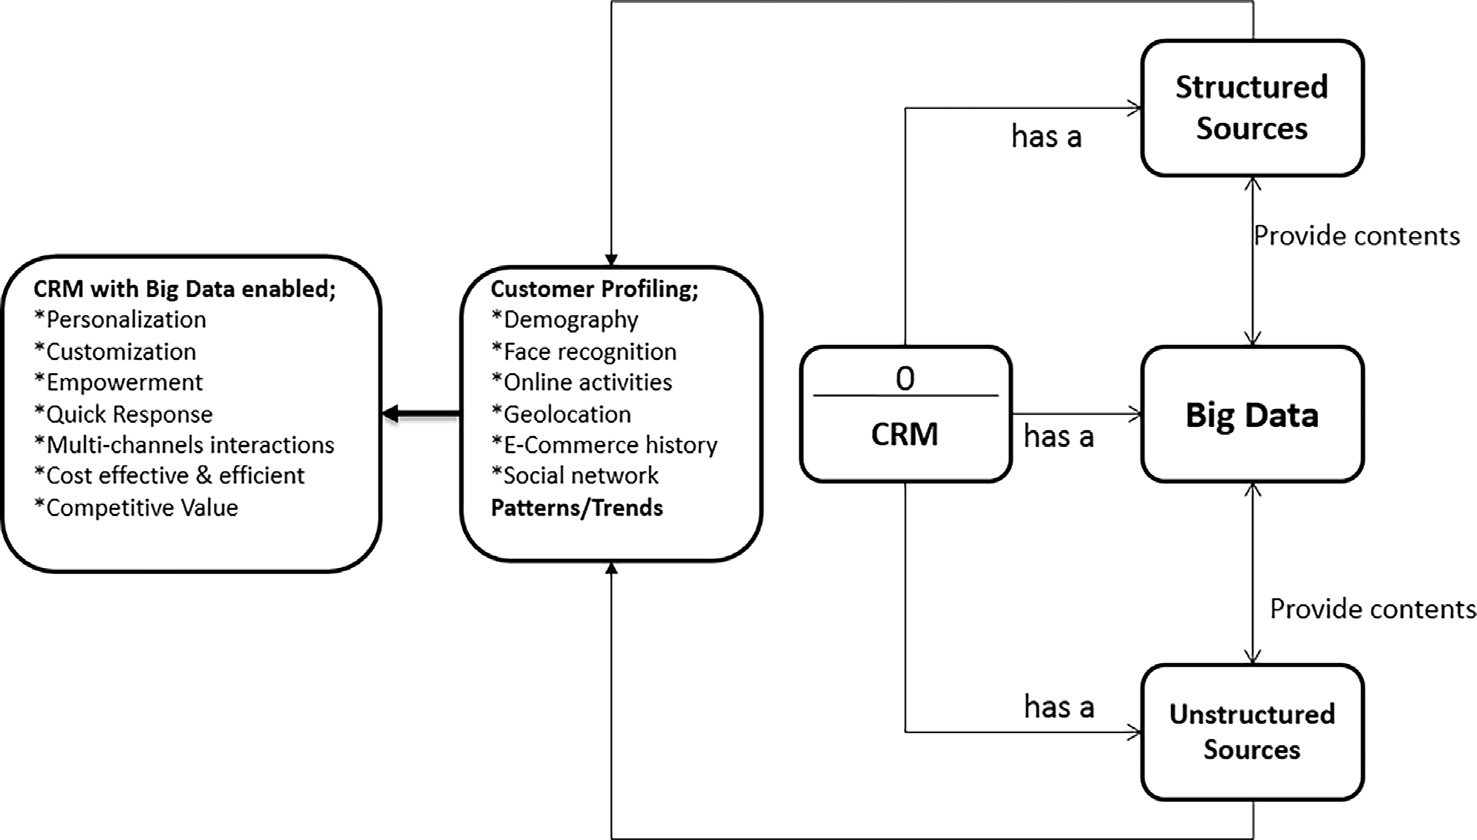 Structured
Sources
has a
Provide contents
CRM with Big Data enabled;
*Personalization
*Customization
*Empowerment
*Quick Response
*Multi-channels interactions
*Cost effective & efficient
*Competitive Value
Customer Profiling;
*Demography
*Face recognition
*Online activities
*Geolocation
*E-Commerce history
*Social network
Patterns/Trends
0
CRM
has a
Big Data
Provide contents
has a
Unstructured
Sources